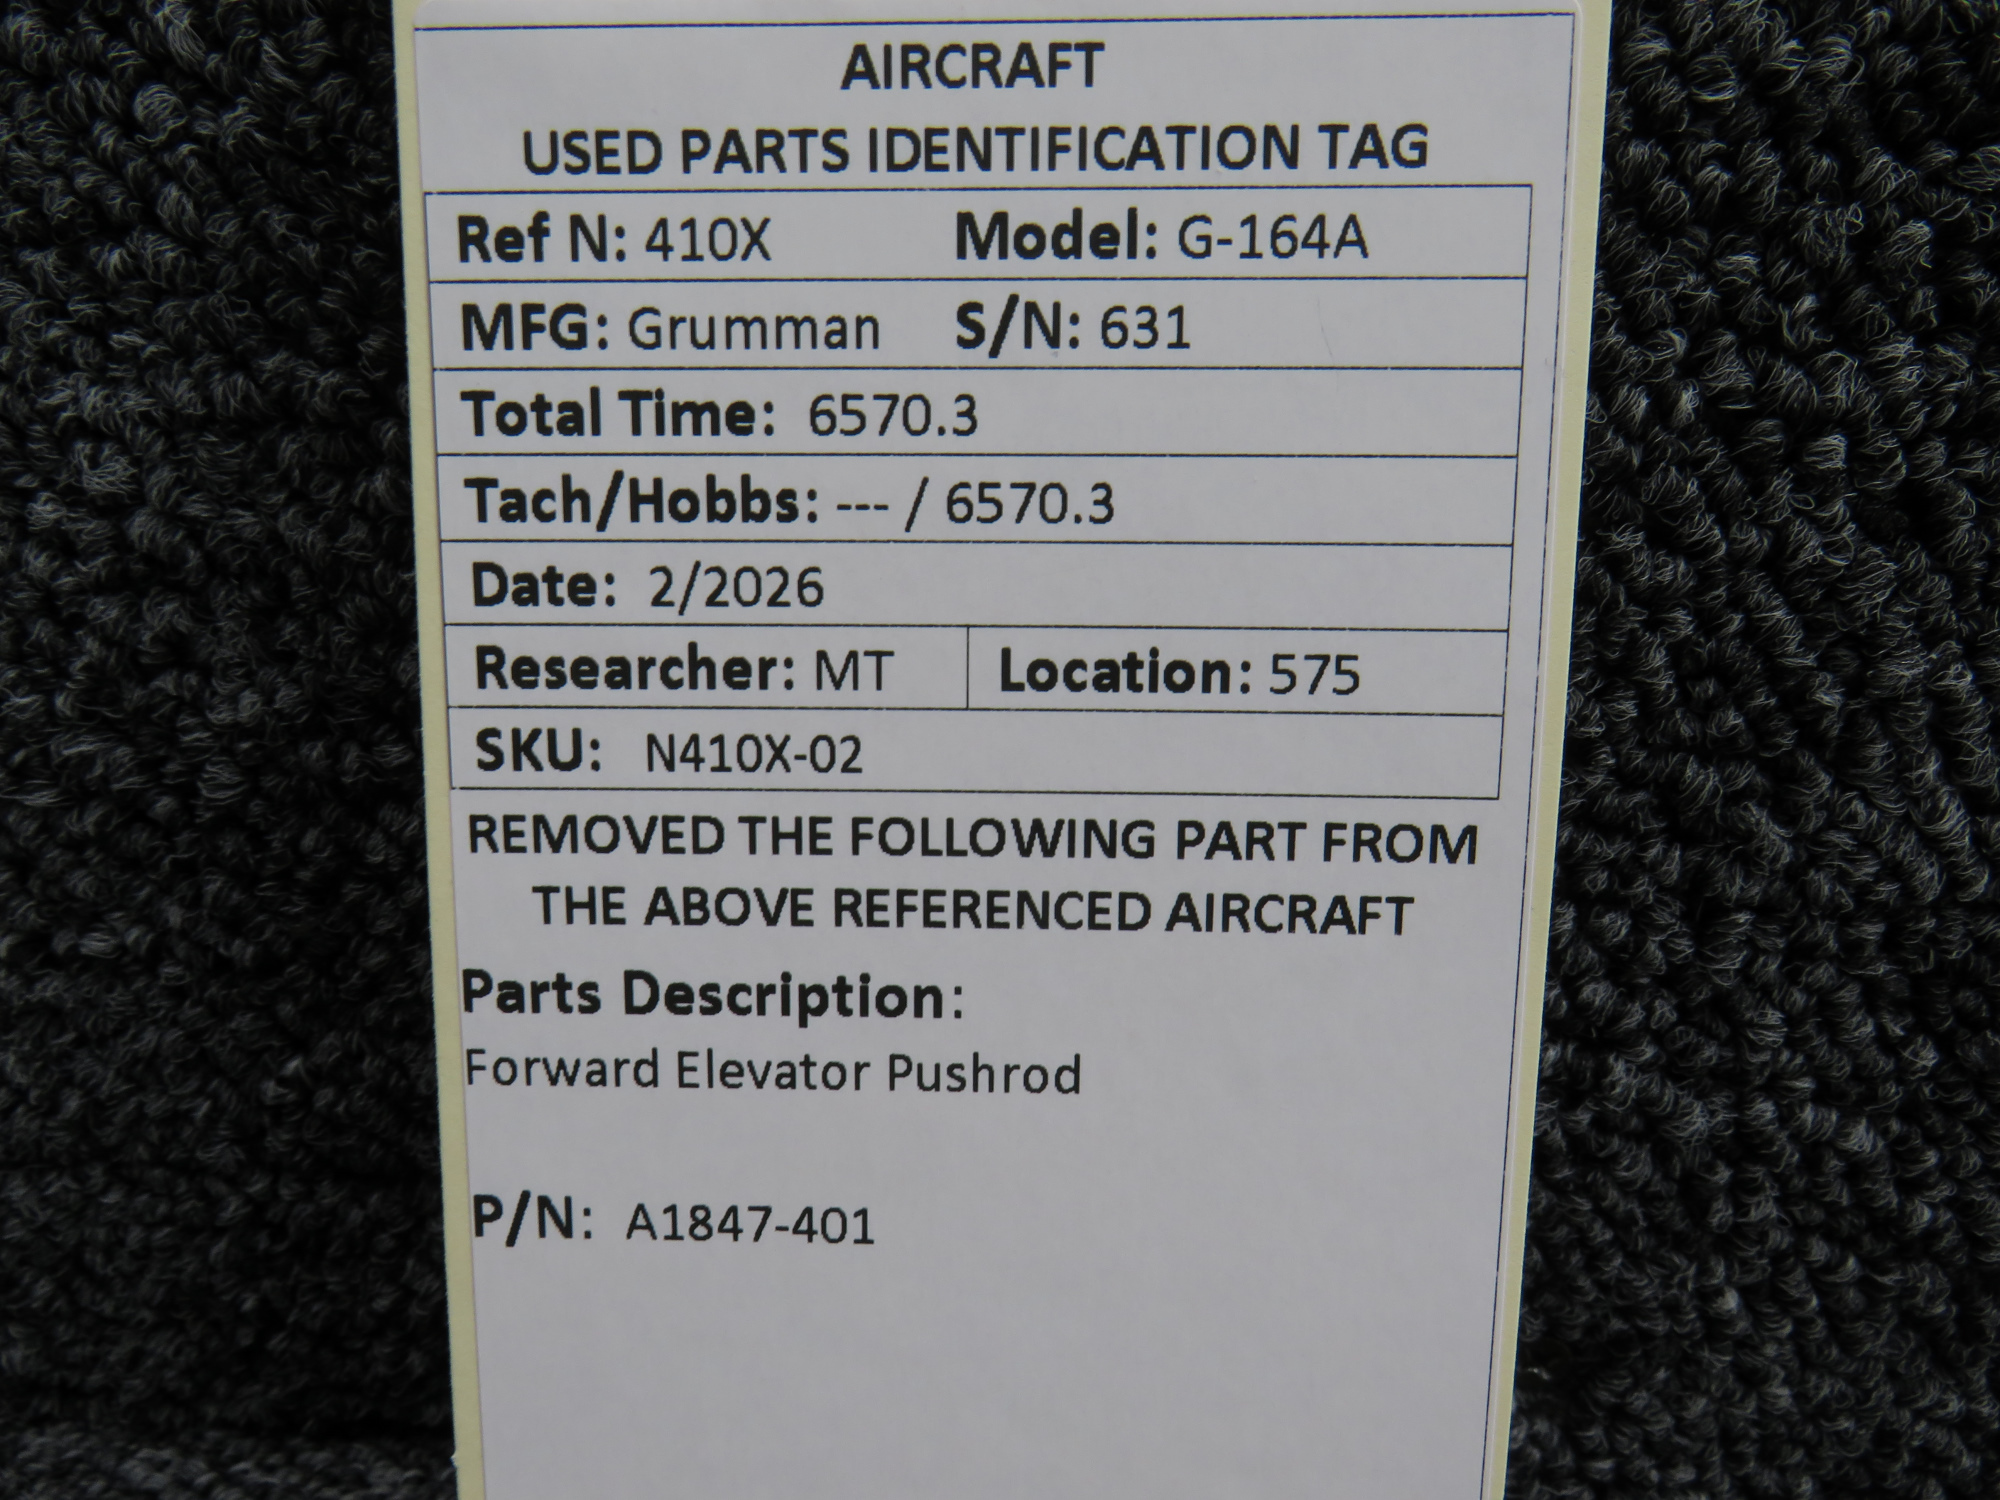 AIRCRAFT
USED PARTS IDENTIFICATION TAG
Ref N: 410X Model: G-164A
MFG: Grumman S/N: 631
Total Time: 6570.3
Tach/Hobbs: --- / 6570.3
Date: 2/2026
Researcher: MT Location: 575
SKU: N410X-02
REMOVED THE FOLLOWING PART FROM
THE ABOVE REFERENCED AIRCRAFT
Parts Description:
Forward Elevator Pushrod
P/N: A1847-401